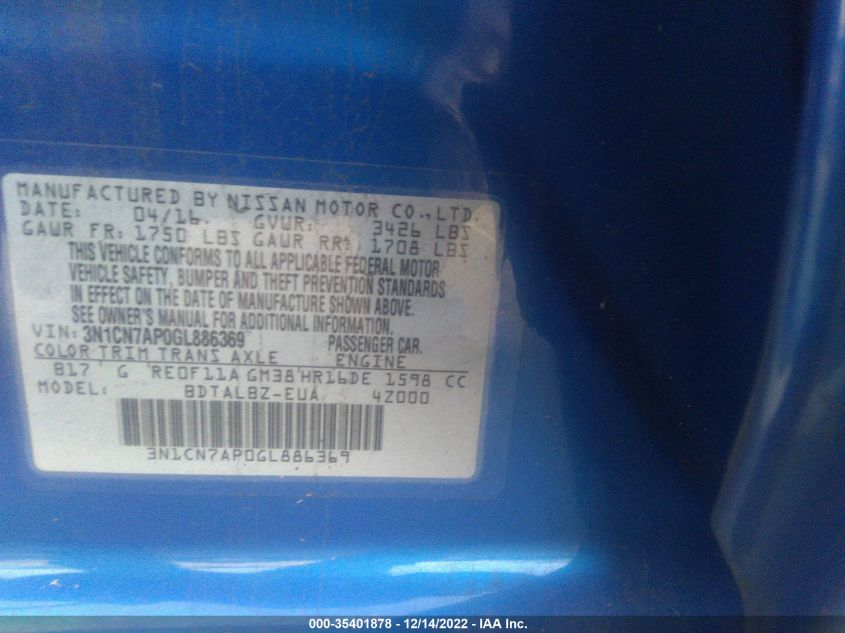 MANUFACTURED BY NISSAN MOTOR CO., LTD.
DATE: 04/16. GVWR: 3426 LBS
GAWR FR: 1750 LBS GAWR RR: 1708 LBS
THIS VEHICLE CONFORMS TO ALL APPLICABLE FEDERAL MOTOR
VEHICLE SAFETY, BUMPER AND THEFT PREVENTION STANDARDS
IN EFFECT ON THE DATE OF MANUFACTURE SHOWN ABOVE.
SEE OWNER'S MANUAL FOR ADDITIONAL INFORMATION.
VIN: 3N1CN7AP0GL886369 PASSENGER CAR.
COLOR TRIM TRANS AXLE ENGINE
B17 G RE0F11A GM38 HR16DE 1598 CC
MODEL: BDTALBZ-EUA 4Z000
3N1CN7AP0GL886369
000-35401878 - 12/14/2022 - IAA Inc.